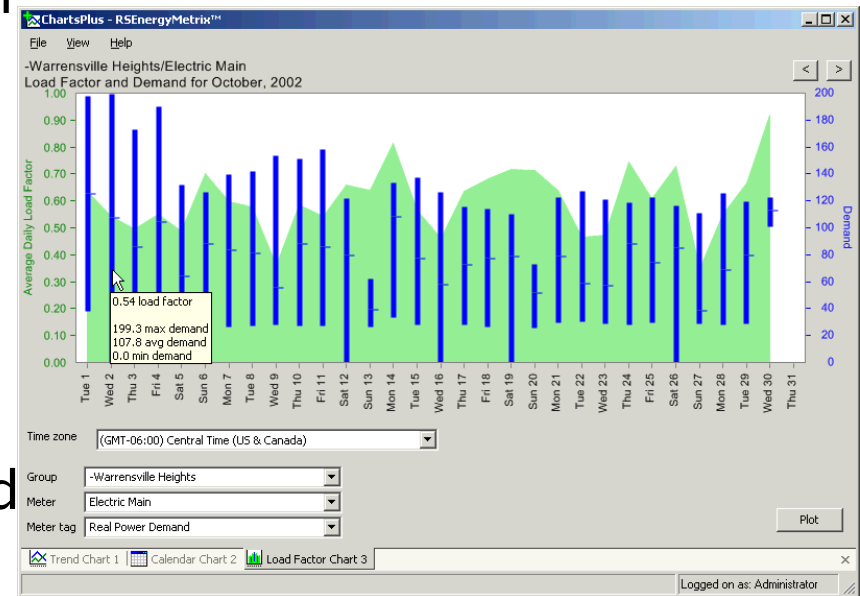 ChartsPlus - RSEnergyMetrix™
File View Help
-Warrensville Heights/Electric Main
Load Factor and Demand for October, 2002
< >
1.00
0.90
0.80
0.70
0.60
0.50
0.40
0.30
0.20
0.10
0.00
Average Daily Load Factor
200
180
160
140
120
100
80
60
40
20
0
Demand
0.54 load factor
199.3 max demand
107.8 avg demand
0.0 min demand
Tue 1
Wed 2
Thu 3
Fri 4
Sat 5
Sun 6
Mon 7
Tue 8
Wed 9
Thu 10
Fri 11
Sat 12
Sun 13
Mon 14
Tue 15
Wed 16
Thu 17
Fri 18
Sat 19
Sun 20
Mon 21
Tue 22
Wed 23
Thu 24
Fri 25
Sat 26
Sun 27
Mon 28
Tue 29
Wed 30
Thu 31
Time zone (GMT-06:00) Central Time (US & Canada)
Group -Warrensville Heights
d
Meter Electric Main
Meter tag Real Power Demand
Plot
Trend Chart 1 Calendar Chart 2 Load Factor Chart 3
Logged on as: Administrator